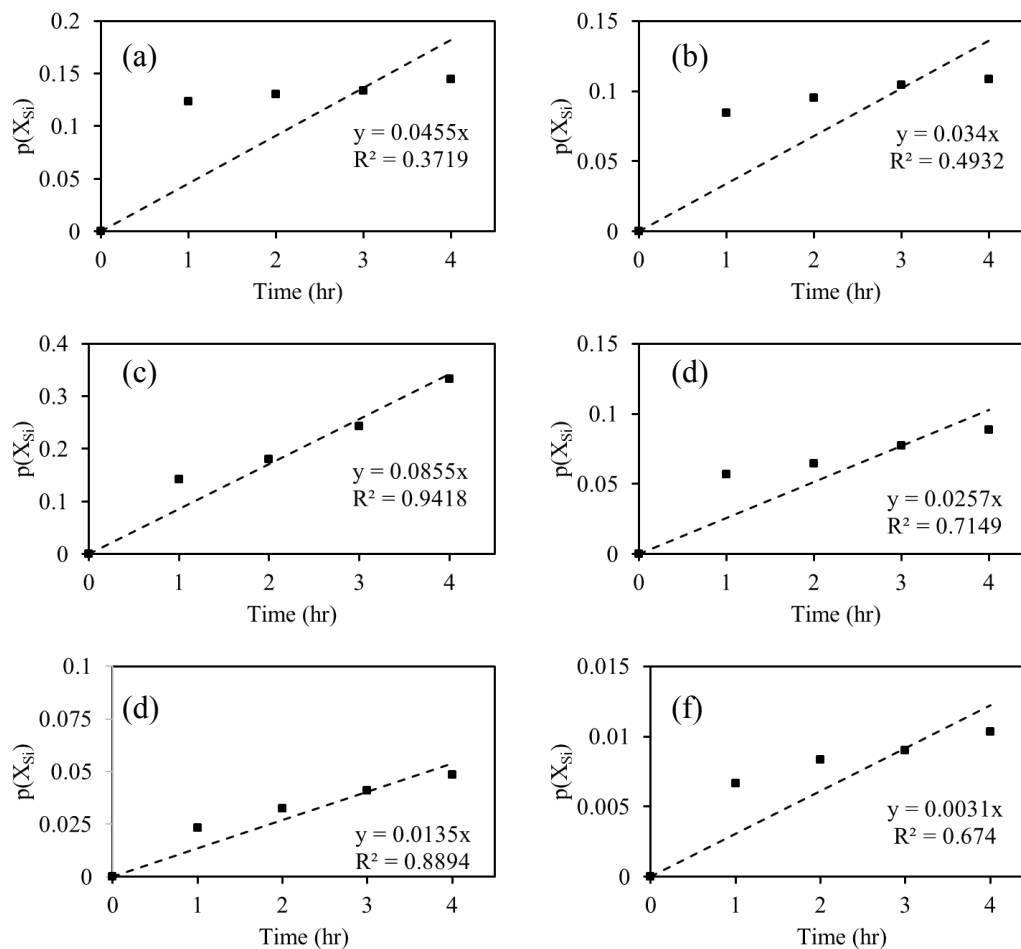 (a)
p(X_Si)
0.2
0.15
0.1
0.05
0
y = 0.0455x
R² = 0.3719
0 1 2 3 4
Time (hr)
(b)
p(X_Si)
0.15
0.1
0.05
0
y = 0.034x
R² = 0.4932
0 1 2 3 4
Time (hr)
(c)
p(X_Si)
0.4
0.3
0.2
0.1
0
y = 0.0855x
R² = 0.9418
0 1 2 3 4
Time (hr)
(d)
p(X_Si)
0.15
0.1
0.05
0
y = 0.0257x
R² = 0.7149
0 1 2 3 4
Time (hr)
(d)
p(X_Si)
0.1
0.075
0.05
0.025
0
y = 0.0135x
R² = 0.8894
0 1 2 3 4
Time (hr)
(f)
p(X_Si)
0.015
0.01
0.005
0
y = 0.0031x
R² = 0.674
0 1 2 3 4
Time (hr)